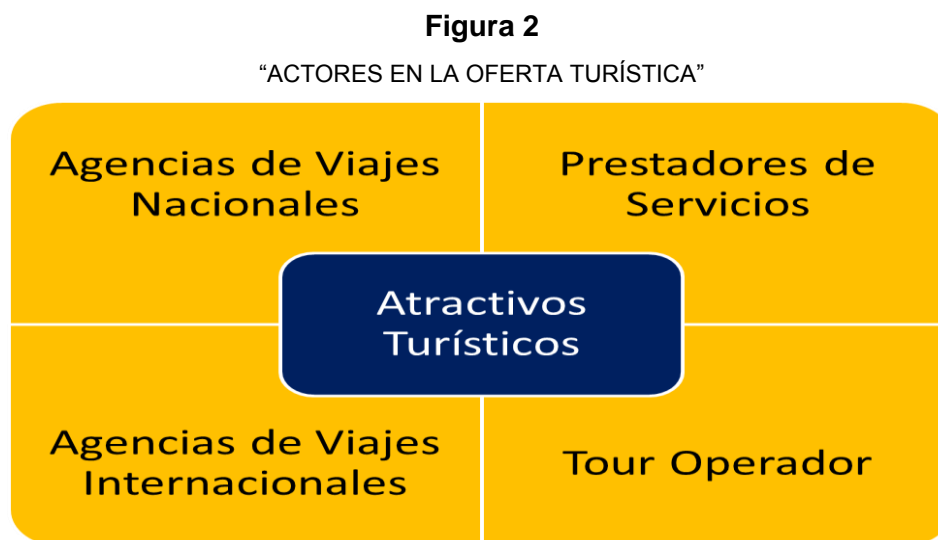 Figura 2
“ACTORES EN LA OFERTA TURÍSTICA”
Agencias de Viajes
Nacionales
Prestadores de
Servicios
Atractivos
Turísticos
Agencias de Viajes
Internacionales
Tour Operador